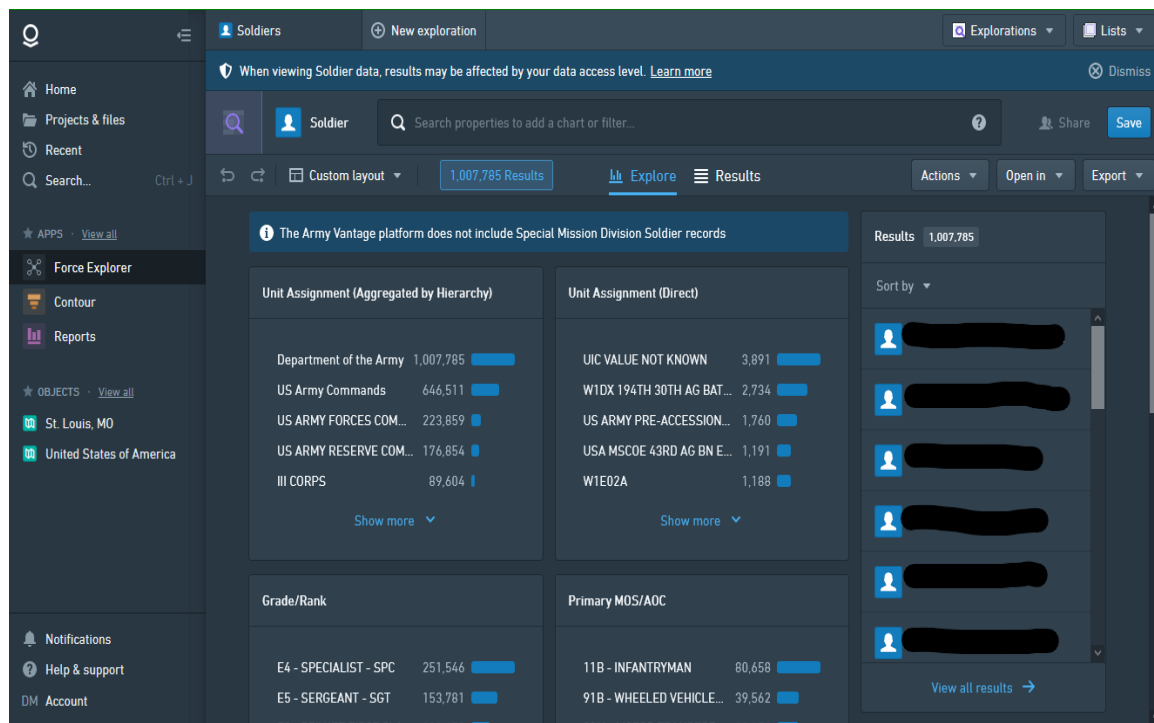 Soldiers
New exploration
Explorations
Lists
When viewing Soldier data, results may be affected by your data access level. Learn more
Dismiss
Home
Projects & files
Recent
Search... Ctrl + J
APPS · View all
Force Explorer
Contour
Reports
OBJECTS · View all
St. Louis, MO
United States of America
Notifications
Help & support
DM Account
Soldier
Search properties to add a chart or filter...
Share
Save
Custom layout
1,007,785 Results
Explore
Results
Actions
Open in
Export
The Army Vantage platform does not include Special Mission Division Soldier records
Unit Assignment (Aggregated by Hierarchy)
Department of the Army 1,007,785
US Army Commands 646,511
US ARMY FORCES COM... 223,859
US ARMY RESERVE COM... 176,854
III CORPS 89,604
Show more
Unit Assignment (Direct)
UIC VALUE NOT KNOWN 3,891
W1DX 194TH 30TH AG BAT... 2,734
US ARMY PRE-ACCESSION... 1,760
USA MSCOE 43RD AG BN E... 1,191
W1E02A 1,188
Show more
Grade/Rank
E4 - SPECIALIST - SPC 251,546
E5 - SERGEANT - SGT 153,781
Primary MOS/AOC
11B - INFANTRYMAN 80,658
91B - WHEELED VEHICLE... 39,562
Results 1,007,785
Sort by
View all results